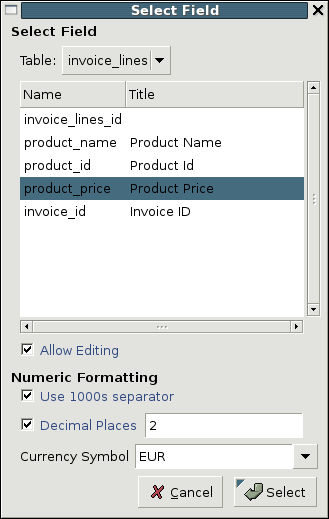 Select Field
Select Field
Table: invoice_lines
Name Title
invoice_lines_id
product_name Product Name
product_id Product Id
product_price Product Price
invoice_id Invoice ID
Allow Editing
Numeric Formatting
Use 1000s separator
Decimal Places 2
Currency Symbol EUR
Cancel Select